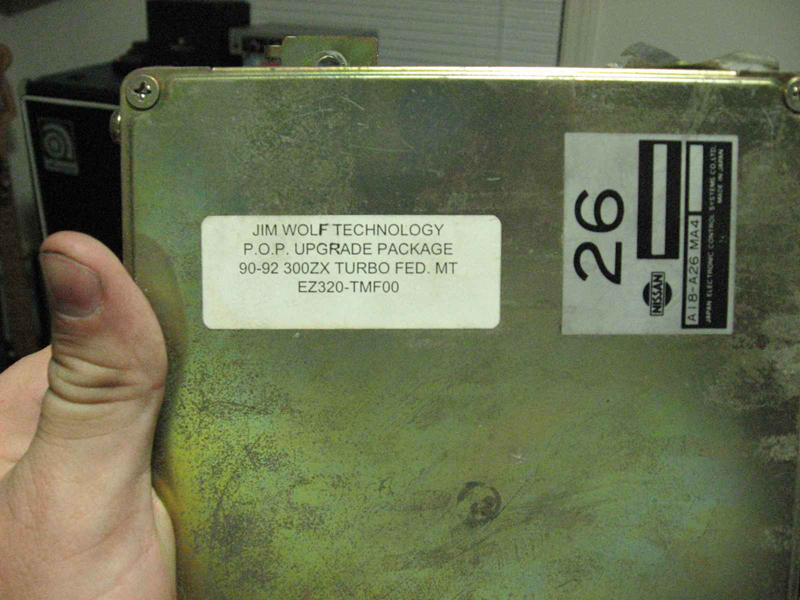 JIM WOLF TECHNOLOGY
P.O.P. UPGRADE PACKAGE
90-92 300ZX TURBO FED. MT
EZ320-TMF00
26
NISSAN
A18-A26 MA4
JAPAN ELECTRONIC CONTROL SYSTEMS CO.,LTD.
MADE IN JAPAN